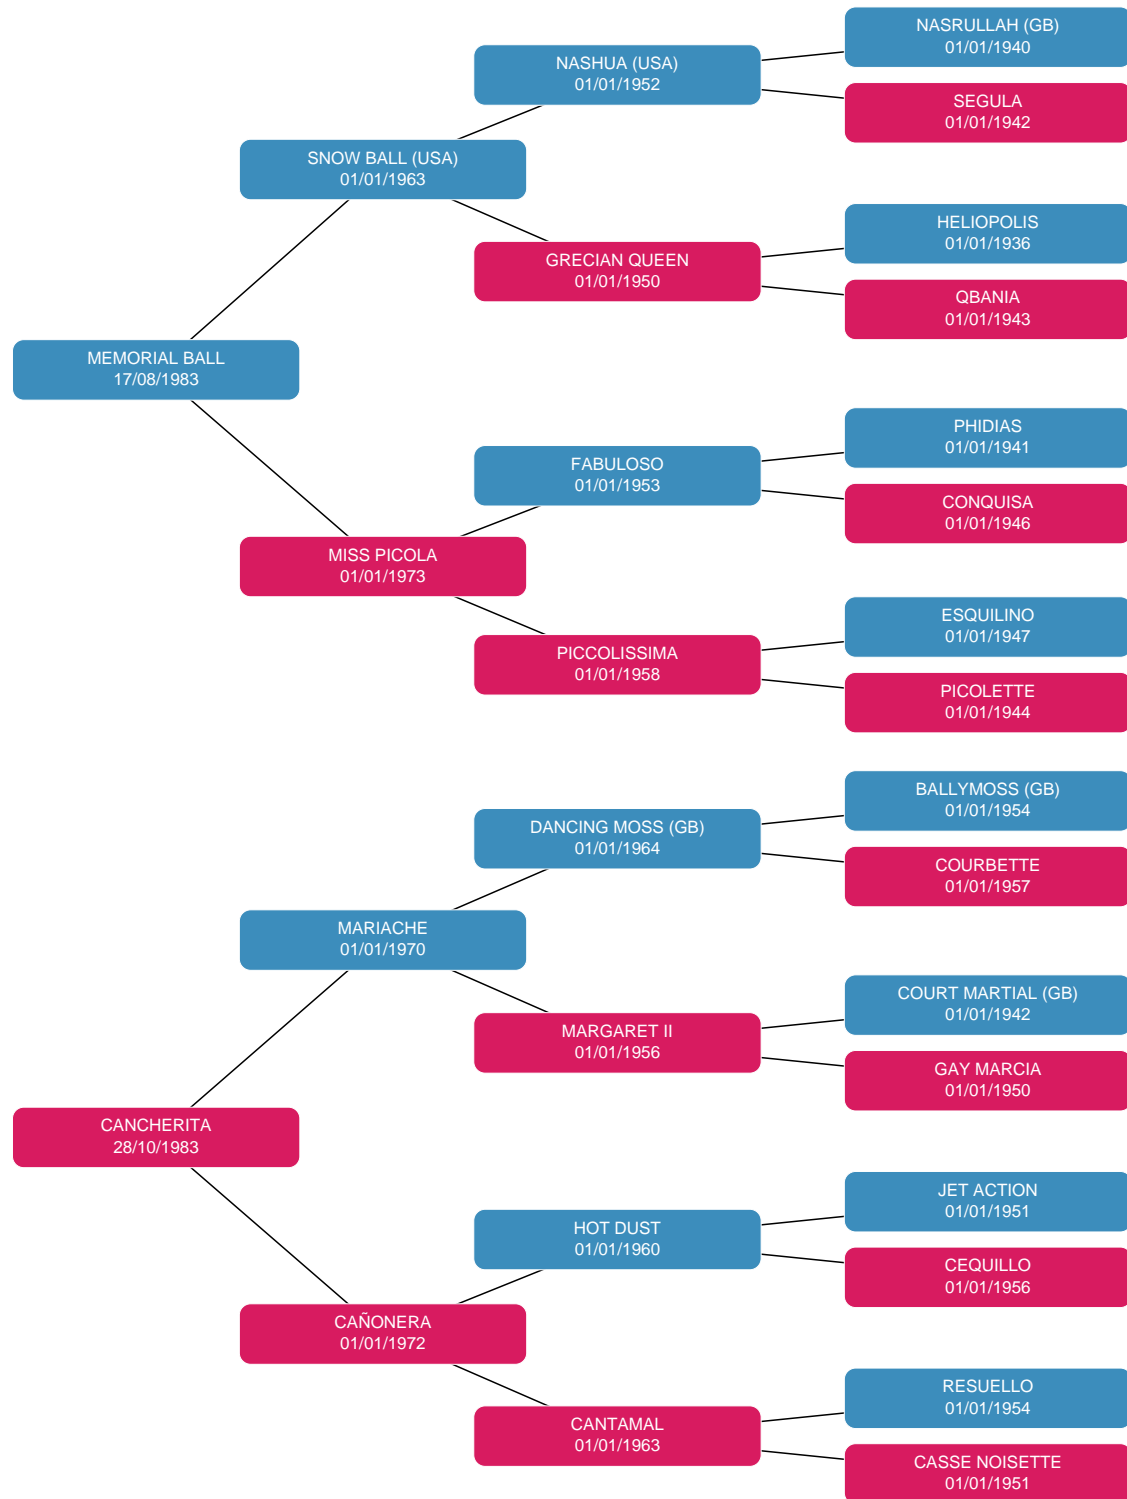 NASRULLAH (GB)
01/01/1940
NASHUA (USA)
01/01/1952
SEGULA
01/01/1942
SNOW BALL (USA)
01/01/1963
HELIOPOLIS
01/01/1936
GRECIAN QUEEN
01/01/1950
QBANIA
01/01/1943
MEMORIAL BALL
17/08/1983
PHIDIAS
01/01/1941
FABULOSO
01/01/1953
CONQUISA
01/01/1946
MISS PICOLA
01/01/1973
ESQUILINO
01/01/1947
PICCOLISSIMA
01/01/1958
PICOLETTE
01/01/1944
BALLYMOSS (GB)
01/01/1954
DANCING MOSS (GB)
01/01/1964
COURBETTE
01/01/1957
MARIACHE
01/01/1970
COURT MARTIAL (GB)
01/01/1942
MARGARET II
01/01/1956
GAY MARCIA
01/01/1950
CANCHERITA
28/10/1983
JET ACTION
01/01/1951
HOT DUST
01/01/1960
CEQUILLO
01/01/1956
CAÑONERA
01/01/1972
RESUELLO
01/01/1954
CANTAMAL
01/01/1963
CASSE NOISETTE
01/01/1951